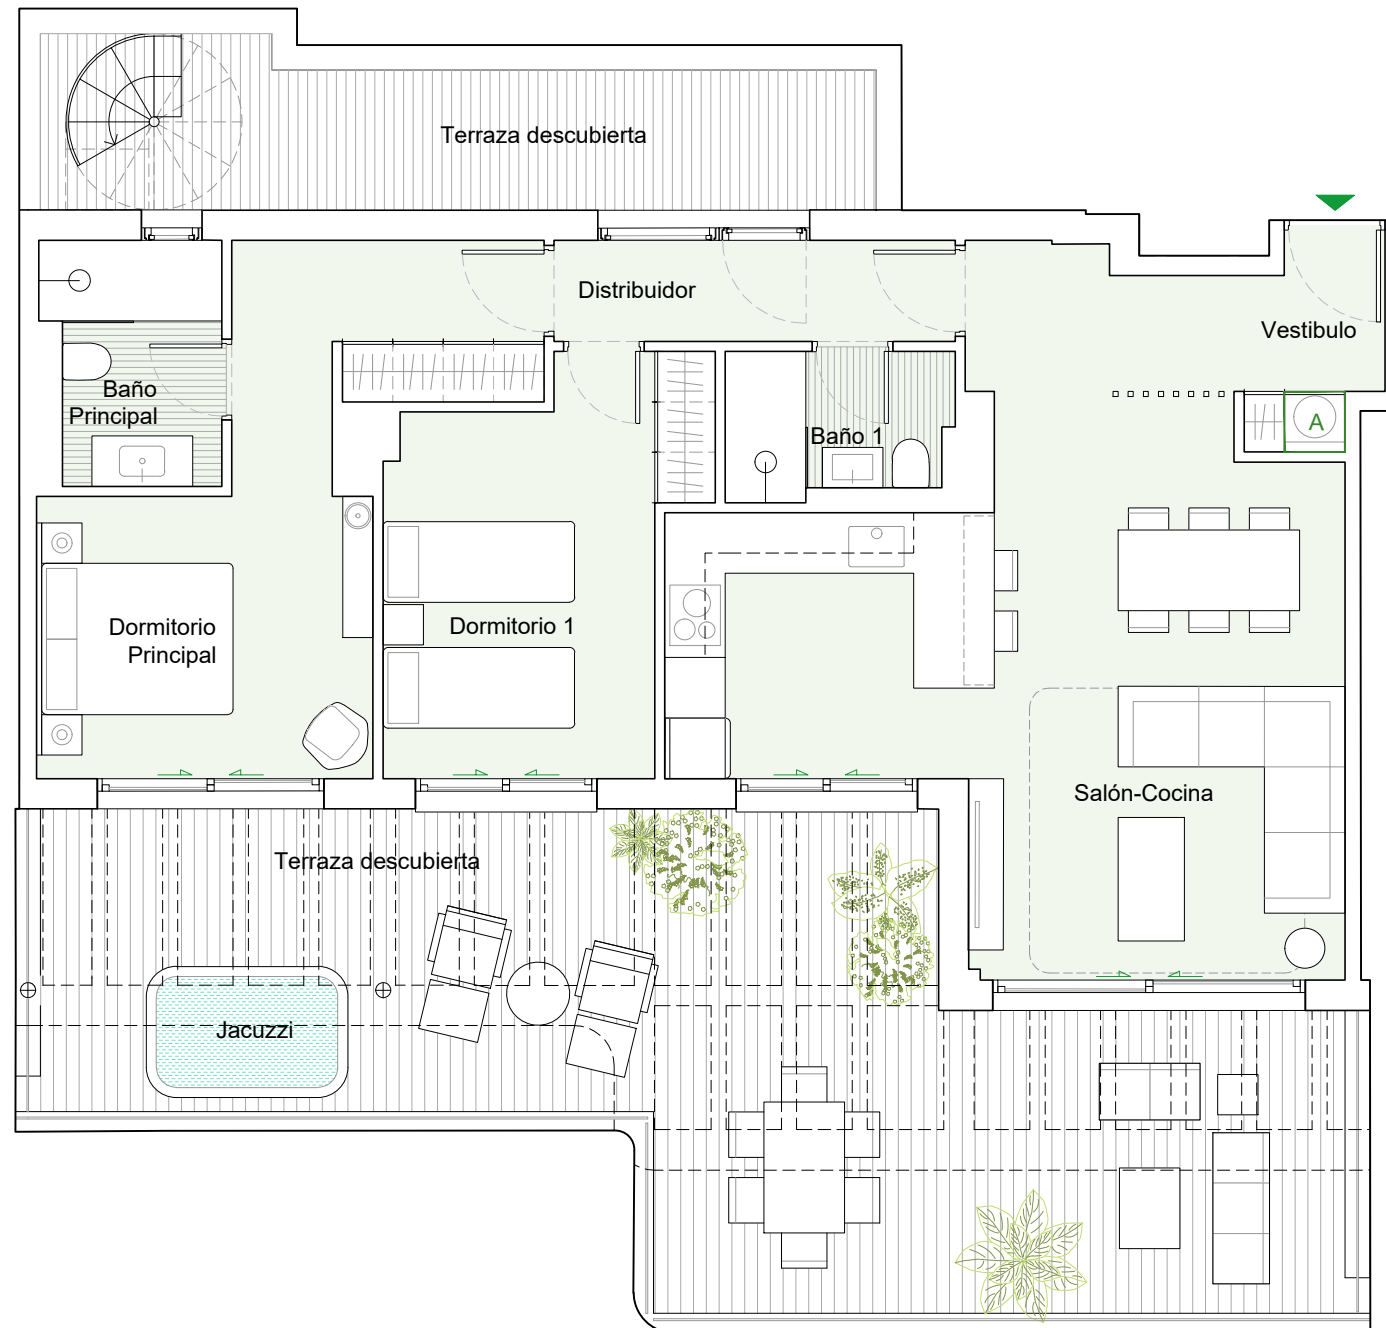 Terraza descubierta
Distribuidor
Vestibulo
Baño
Principal
A
Baño 1
Dormitorio
Principal
Dormitorio 1
Salón-Cocina
Terraza descubierta
Jacuzzi